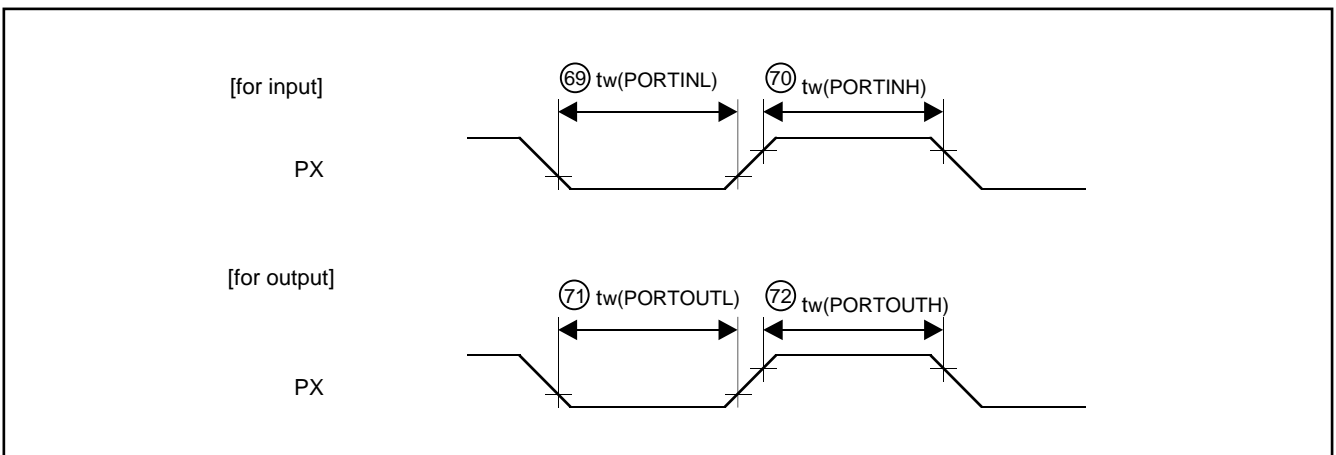 [for input]
69 tw(PORTINL)
70 tw(PORTINH)
PX
[for output]
71 tw(PORTOUTL)
72 tw(PORTOUTH)
PX